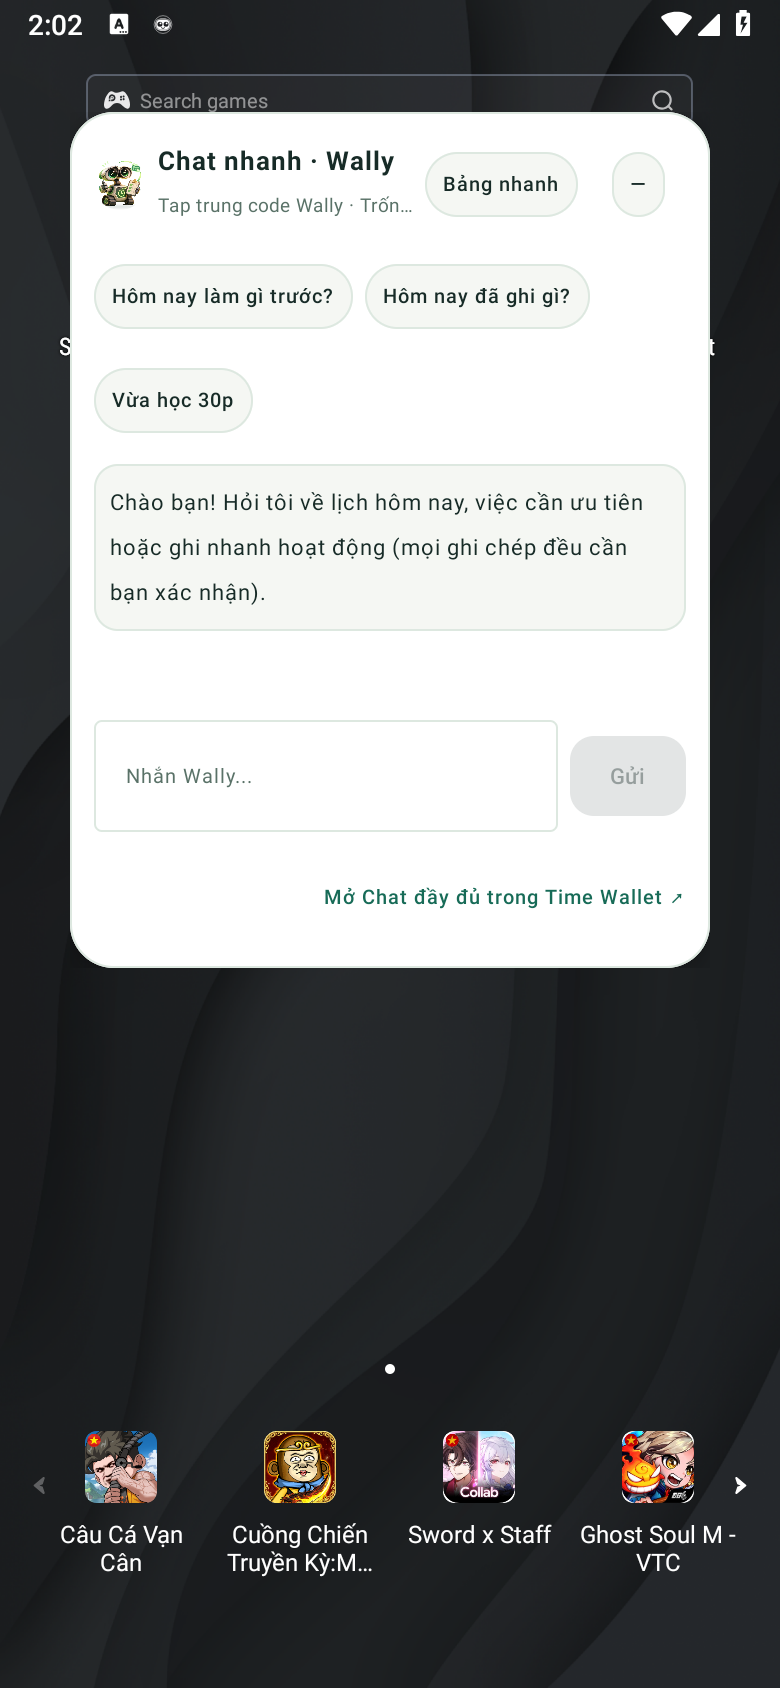 2:02
A
Search games
Chat nhanh · Wally
Tap trung code Wally · Trốn...
Bảng nhanh
–
Hôm nay làm gì trước?
Hôm nay đã ghi gì?
S
t
Vừa học 30p
Chào bạn! Hỏi tôi về lịch hôm nay, việc cần ưu tiên
hoặc ghi nhanh hoạt động (mọi ghi chép đều cần
bạn xác nhận).
Nhắn Wally...
Gửi
Mở Chat đầy đủ trong Time Wallet ↗
Collab
Câu Cá Vạn
Cân
Cuồng Chiến
Truyền Kỳ:M...
Sword x Staff
Ghost Soul M -
VTC